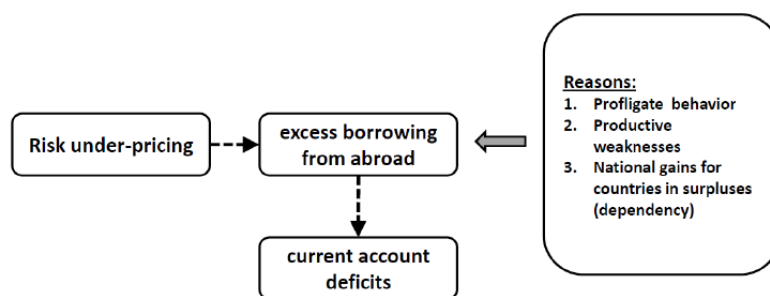 Risk under-pricing
excess borrowing
from abroad
current account
deficits
Reasons:
1. Profligate behavior
2. Productive
weaknesses
3. National gains for
countries in surpluses
(dependency)